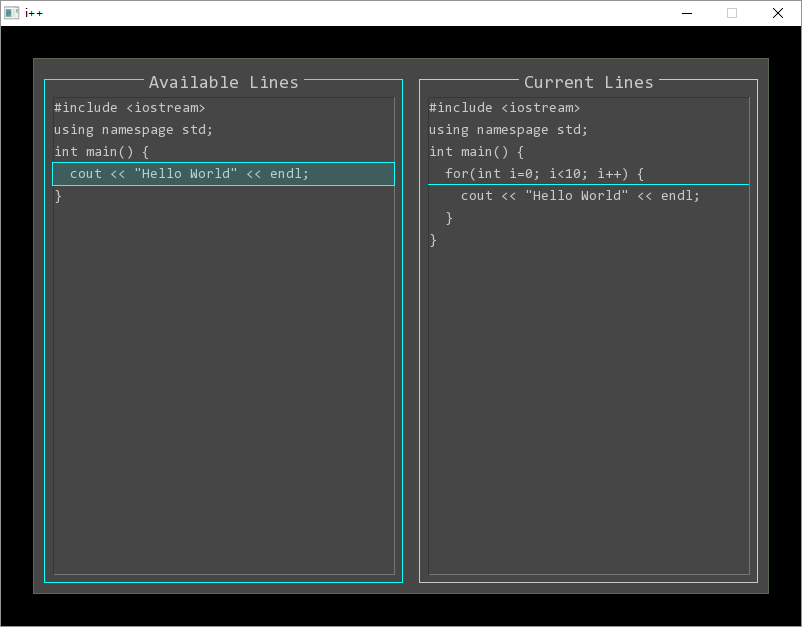 i++
Available Lines
#include <iostream>
using namespage std;
int main() {
  cout << "Hello World" << endl;
}
Current Lines
#include <iostream>
using namespage std;
int main() {
  for(int i=0; i<10; i++) {
    cout << "Hello World" << endl;
  }
}